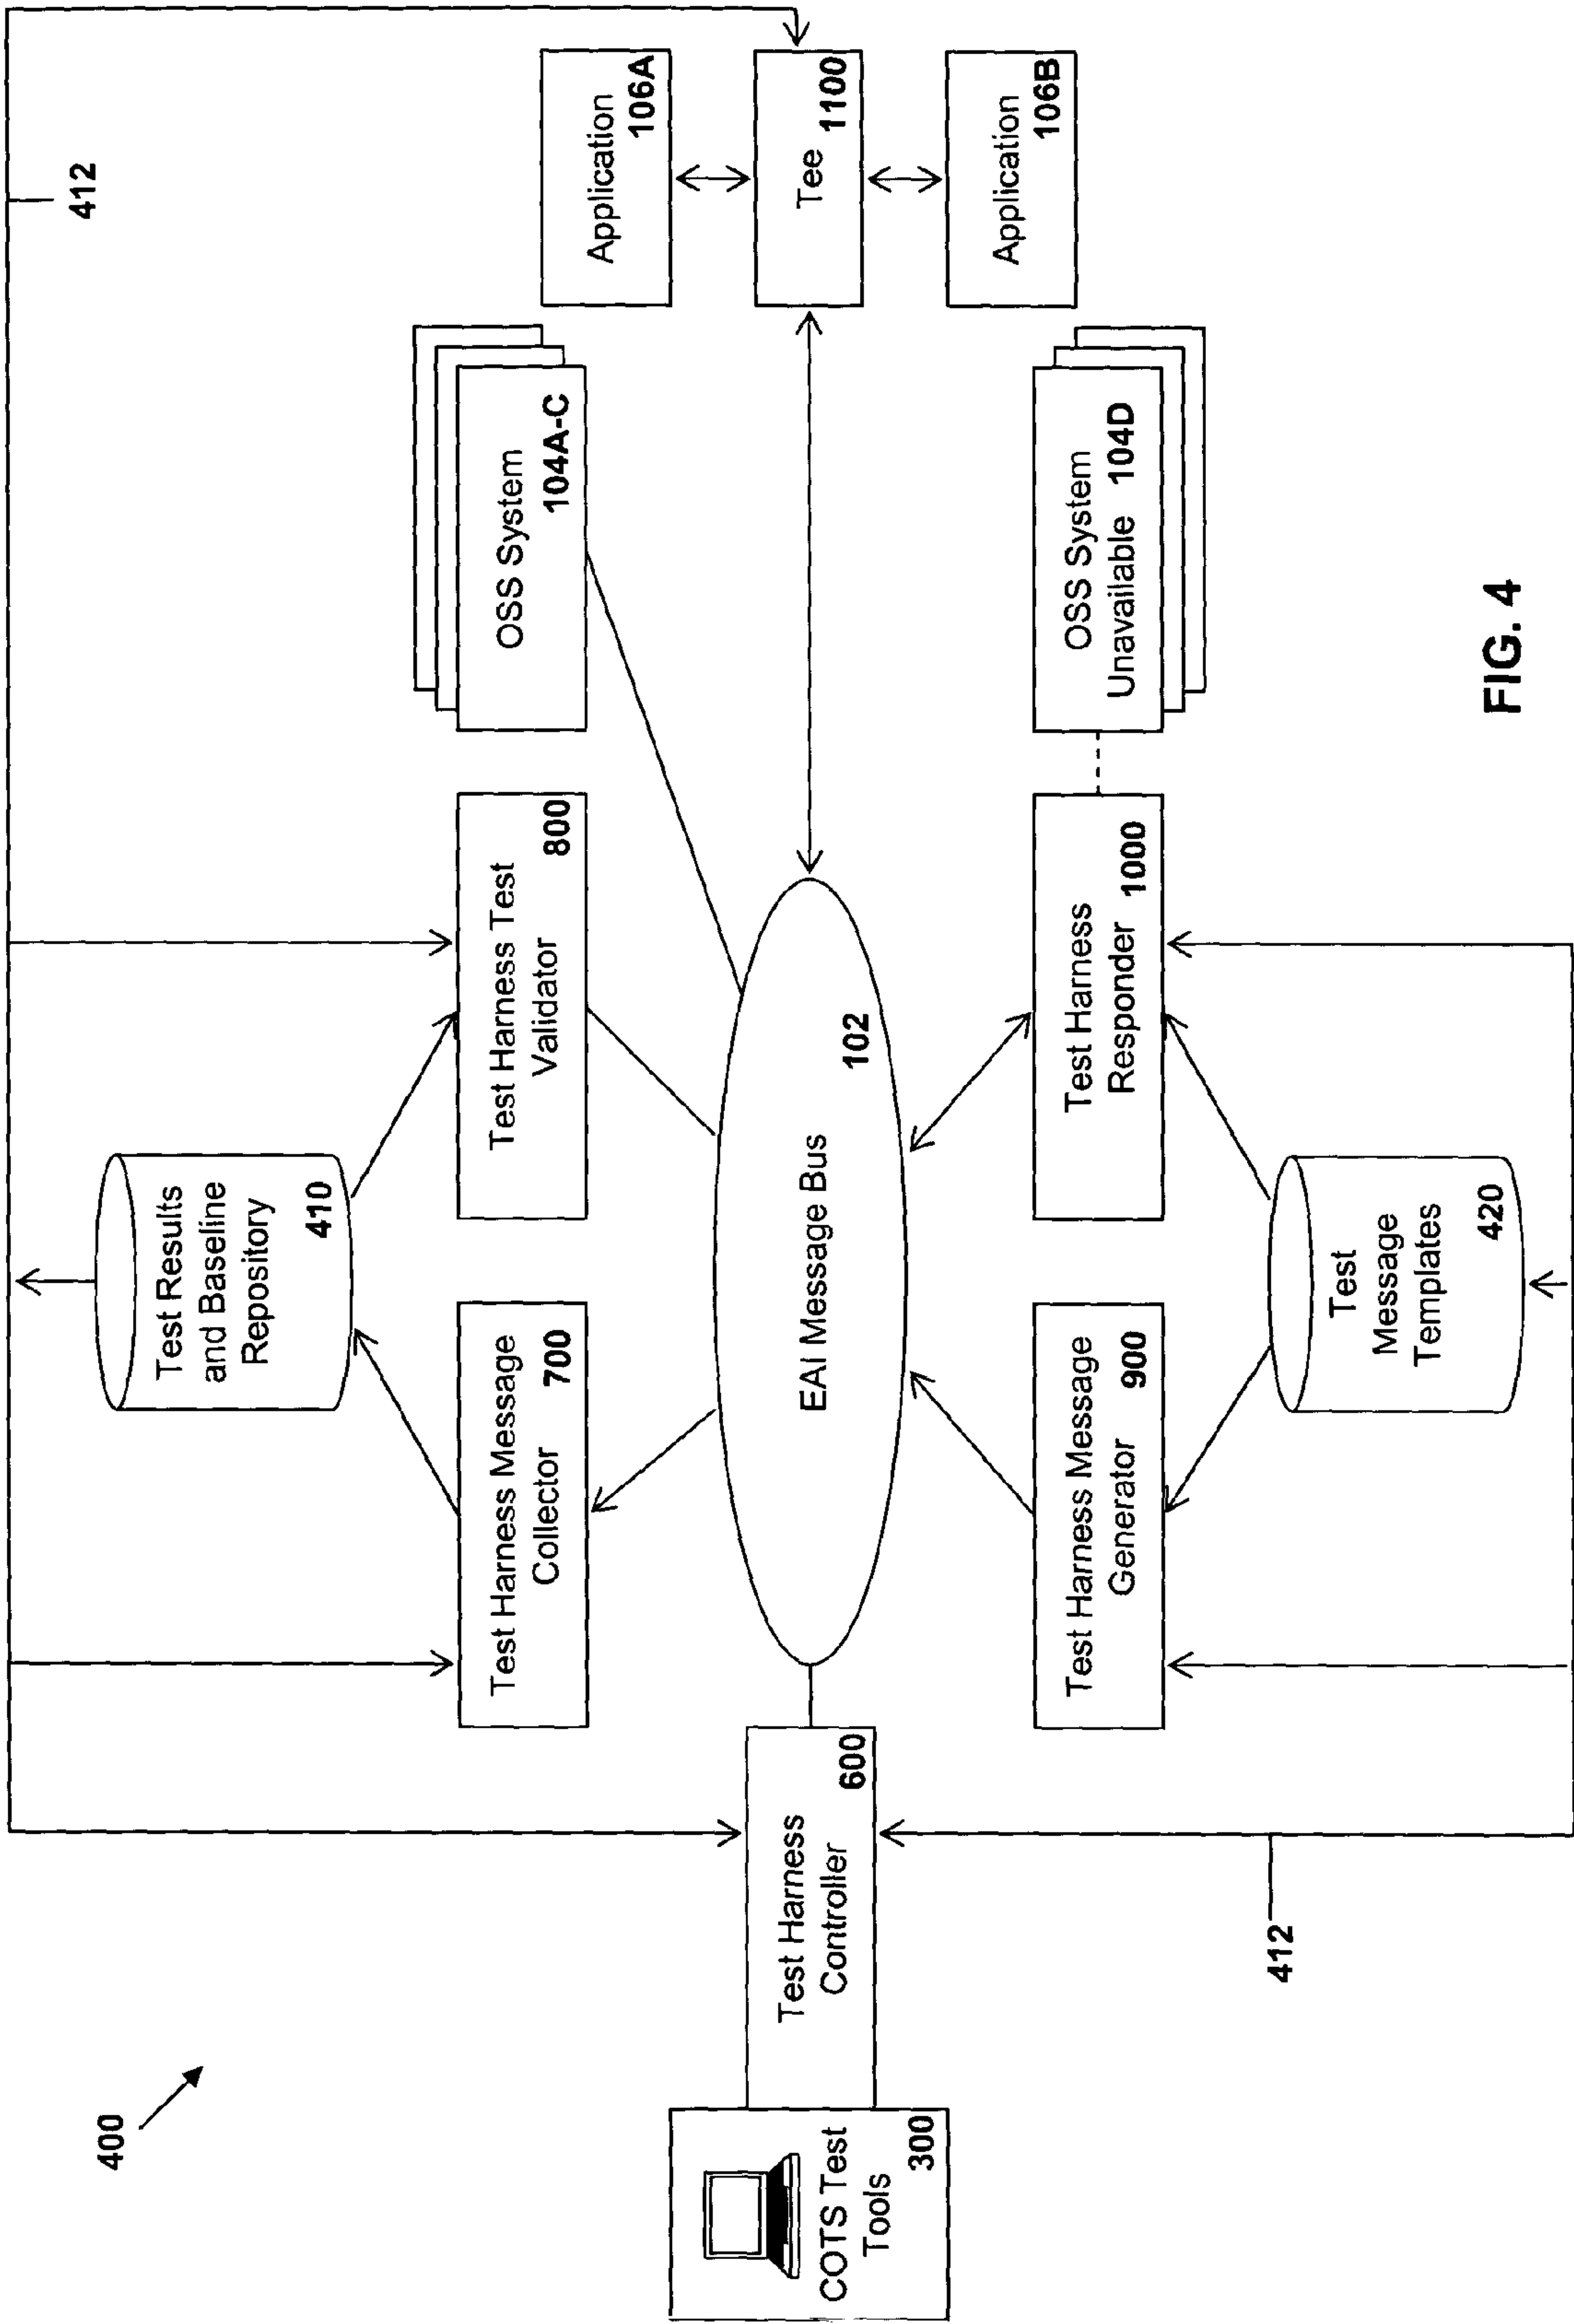 400
412
Test Results
and Baseline
Repository
410
Test Harness Message
Collector
700
Test Harness Test
Validator
800
OSS System
104A-C
Application
106A
COTS Test
Tools
300
Test Harness
Controller
600
EAI Message Bus
102
Tee
1100
Test Harness Message
Generator
900
Test Harness
Responder
1000
OSS System
Unavailable
104D
Application
106B
Test
Message
Templates
420
412
FIG. 4